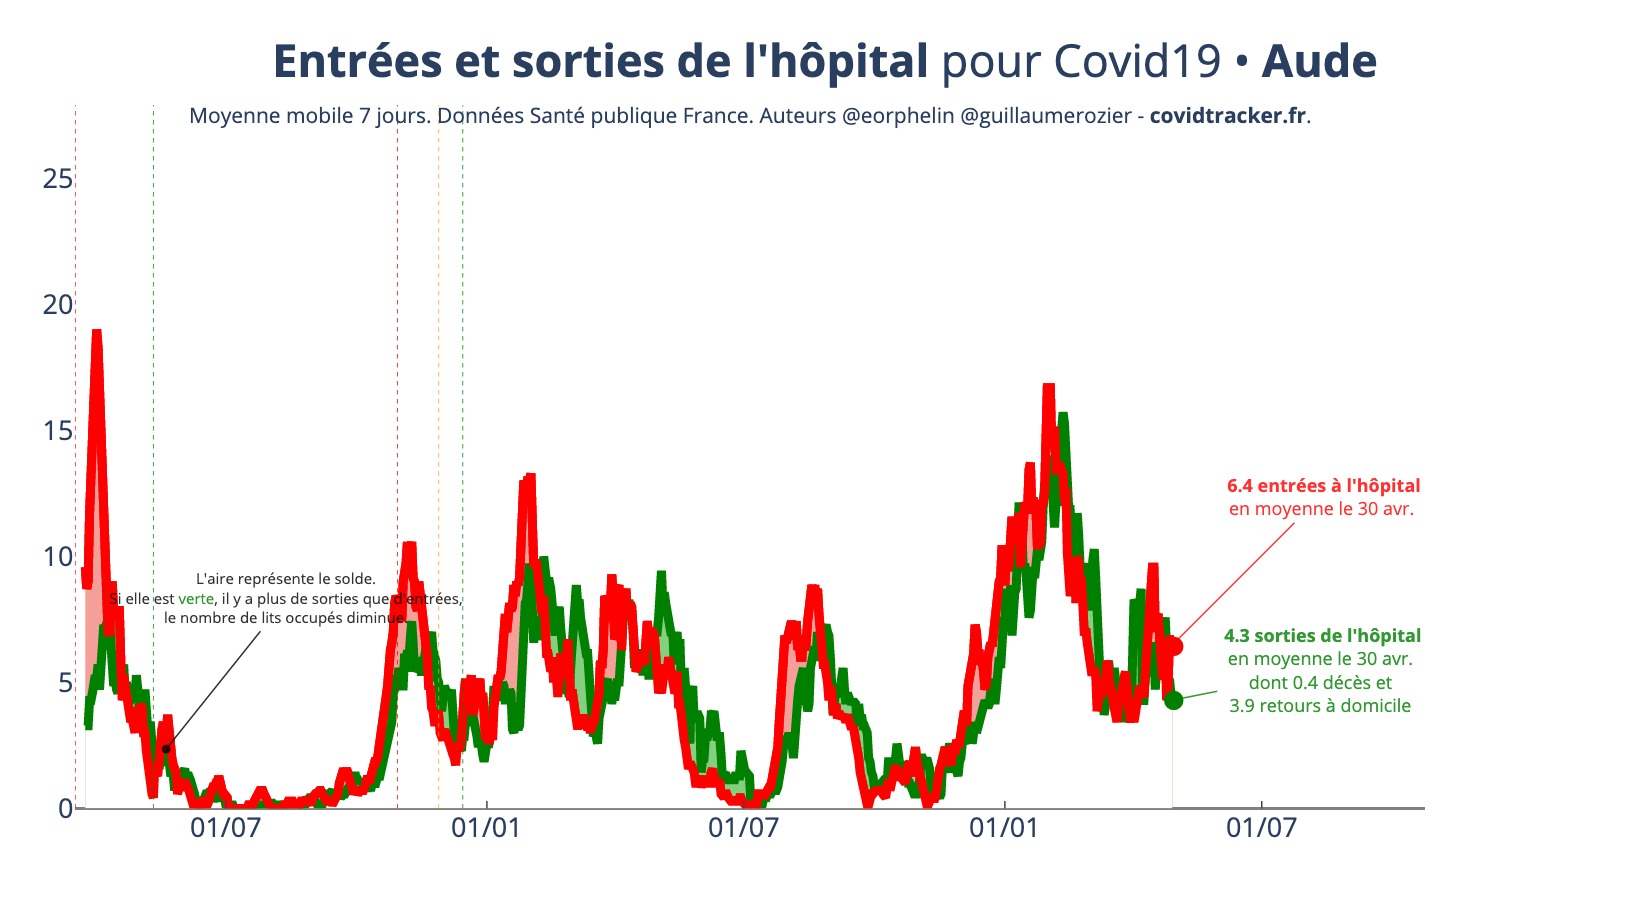 Entrées et sorties de l'hôpital pour Covid19 • Aude
Moyenne mobile 7 jours. Données Santé publique France. Auteurs @eorphelin @guillaumerozier - covidtracker.fr.
25
20
15
10
5
0
L'aire représente le solde.
Si elle est verte, il y a plus de sorties que d'entrées,
le nombre de lits occupés diminue.
6.4 entrées à l'hôpital
en moyenne le 30 avr.
4.3 sorties de l'hôpital
en moyenne le 30 avr.
dont 0.4 décès et
3.9 retours à domicile
01/07
01/01
01/07
01/01
01/07